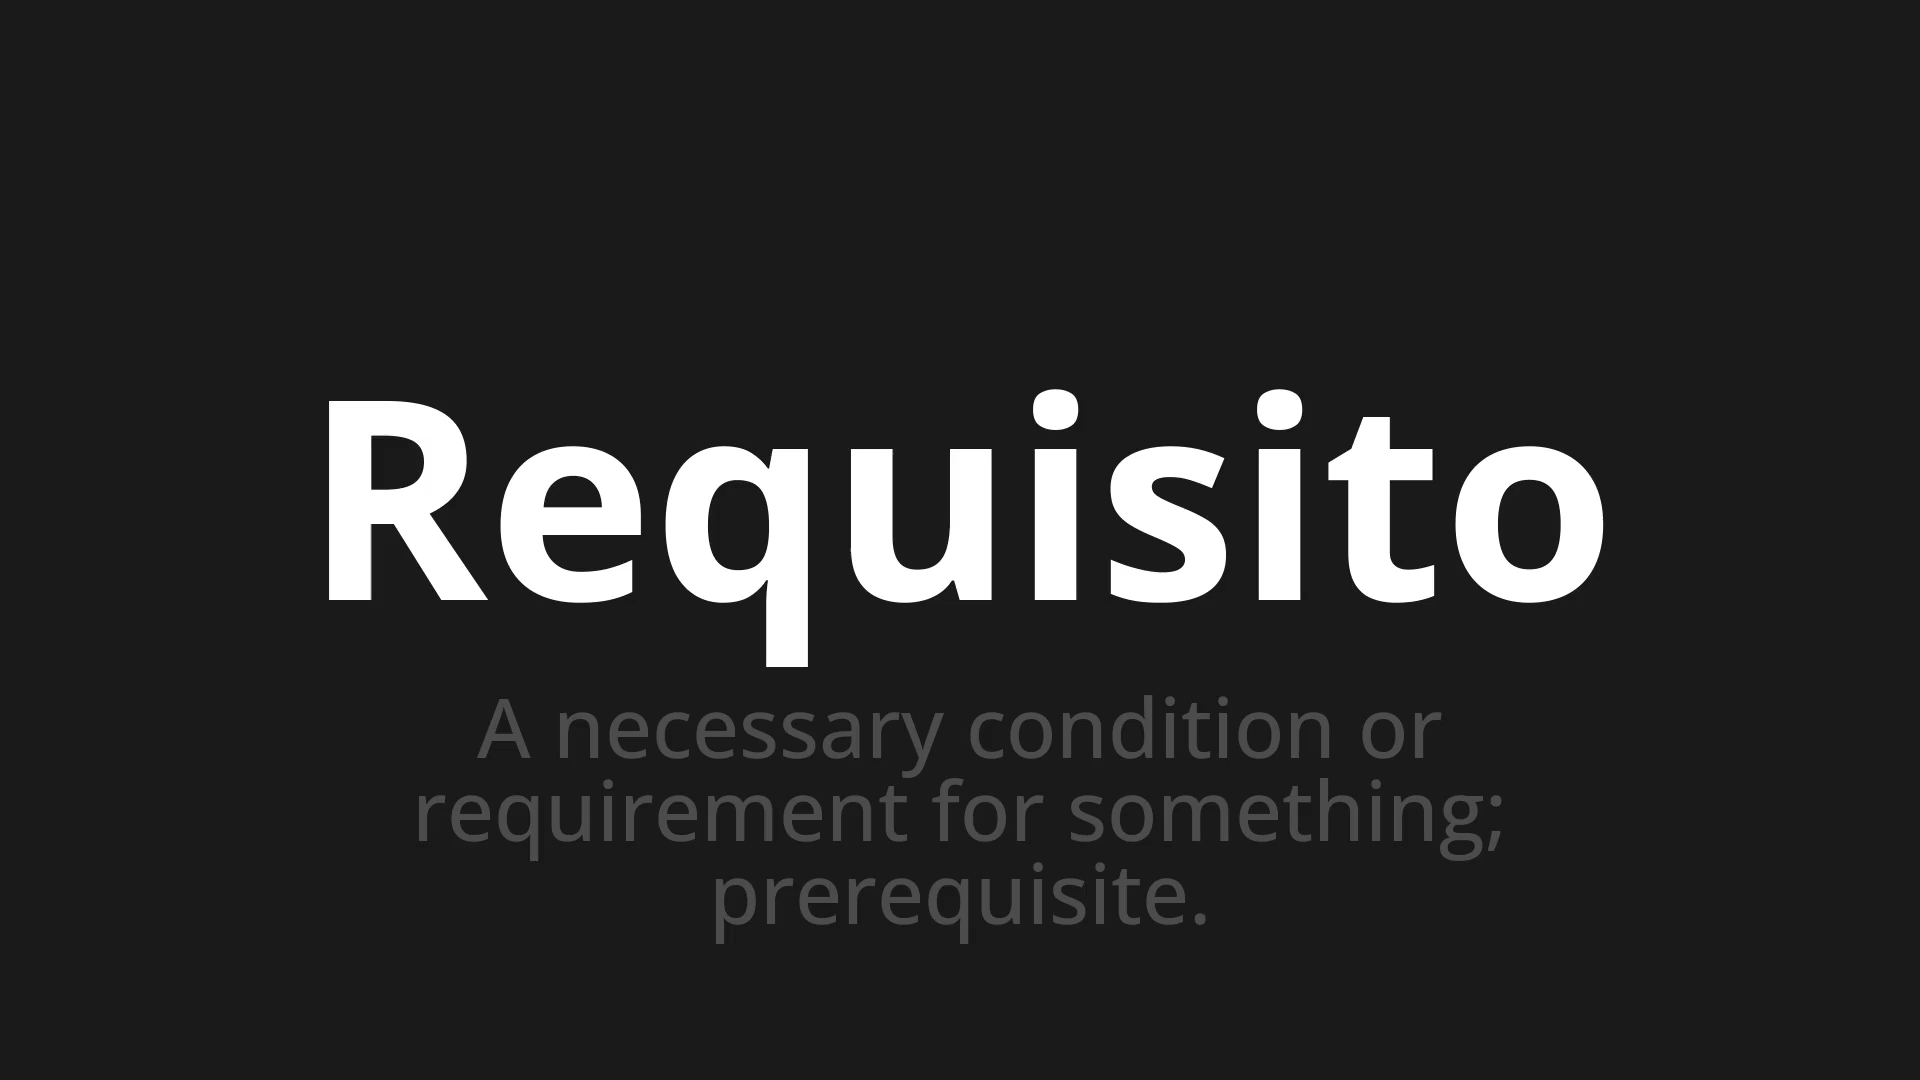 Requisito
A necessary condition or
requirement for something;
prerequisite.